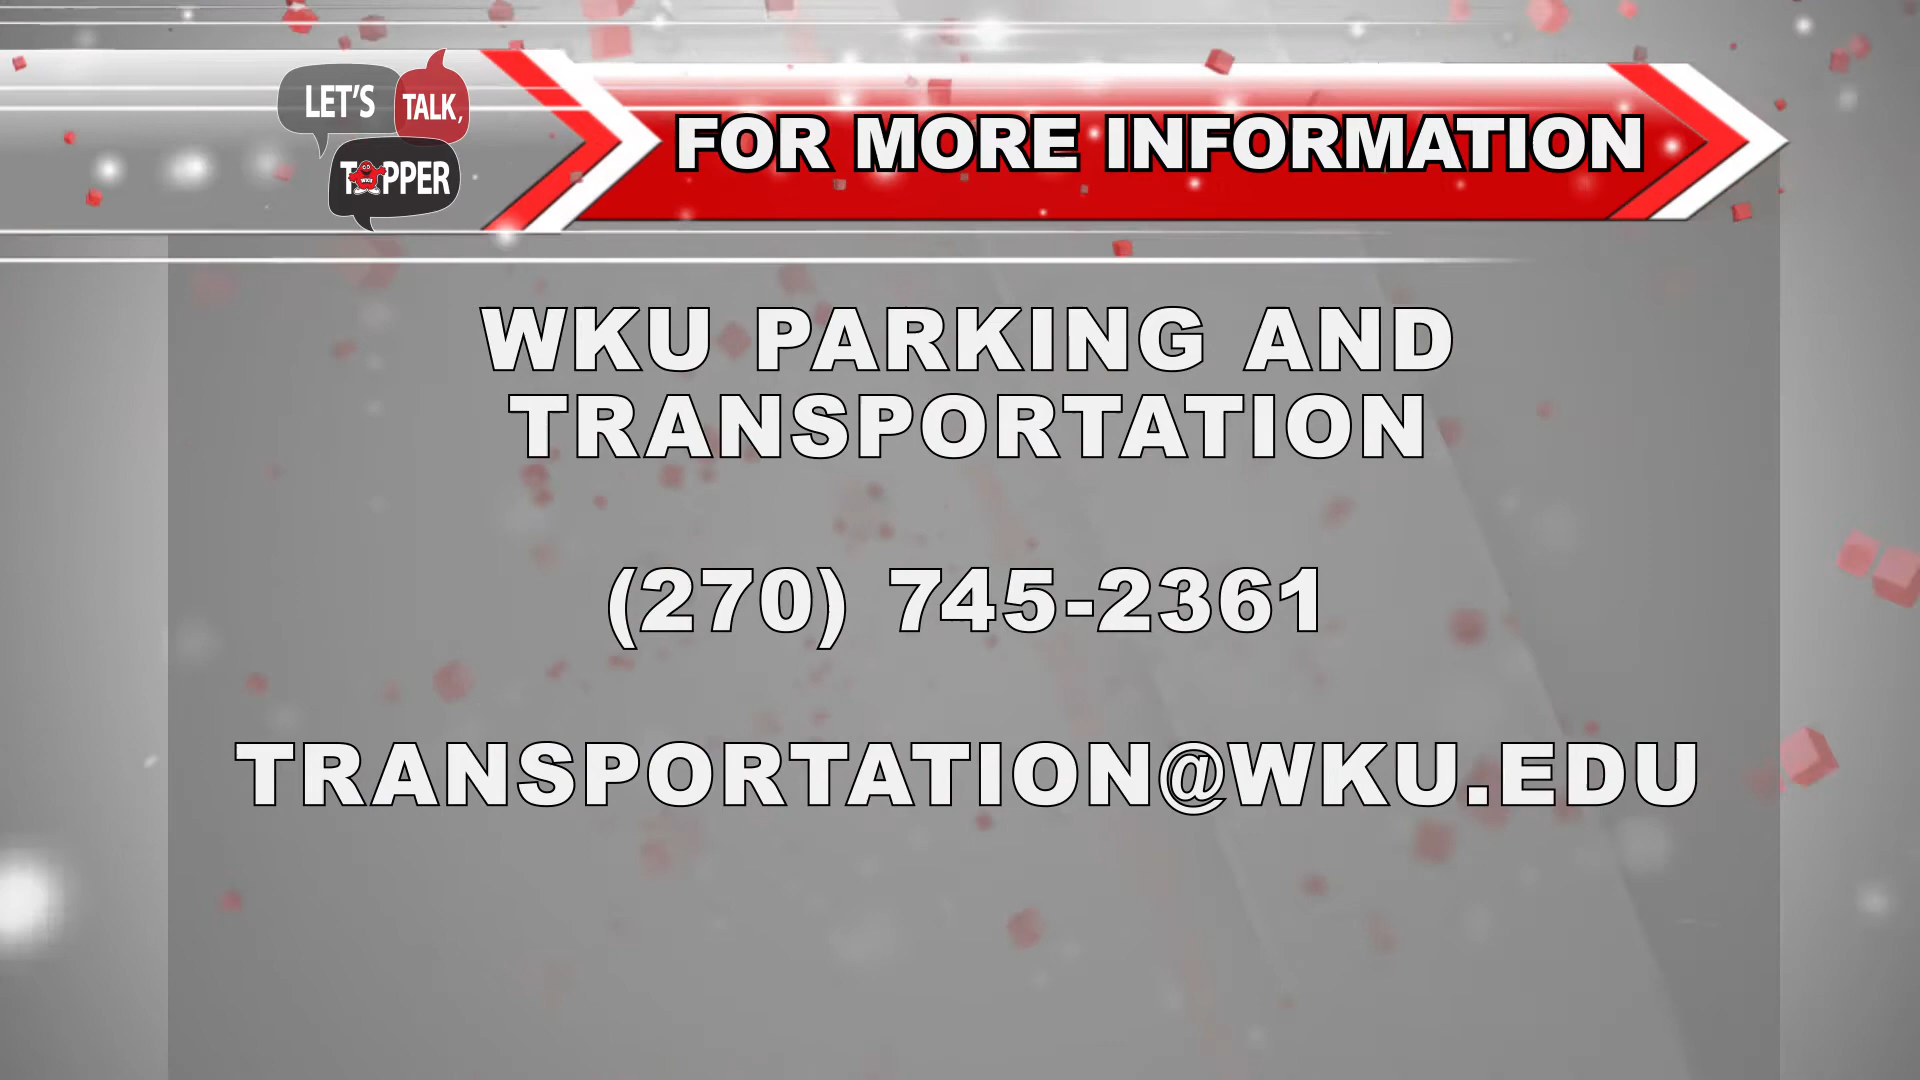 LET'S TALK,
TOPPER
FOR MORE INFORMATION
WKU PARKING AND
TRANSPORTATION
(270) 745-2361
TRANSPORTATION@WKU.EDU